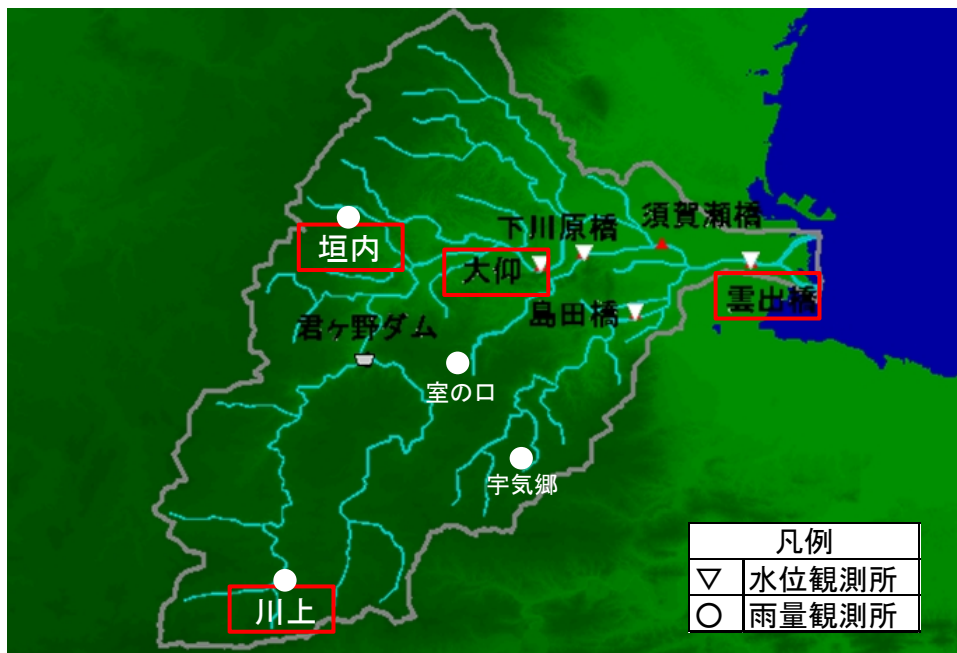 須賀瀬橋
下川原橋
垣内
大仰
雲出橋
島田橋
君ヶ野ダム
室の口
宇気郷
川上
凡例
▽ 水位観測所
○ 雨量観測所